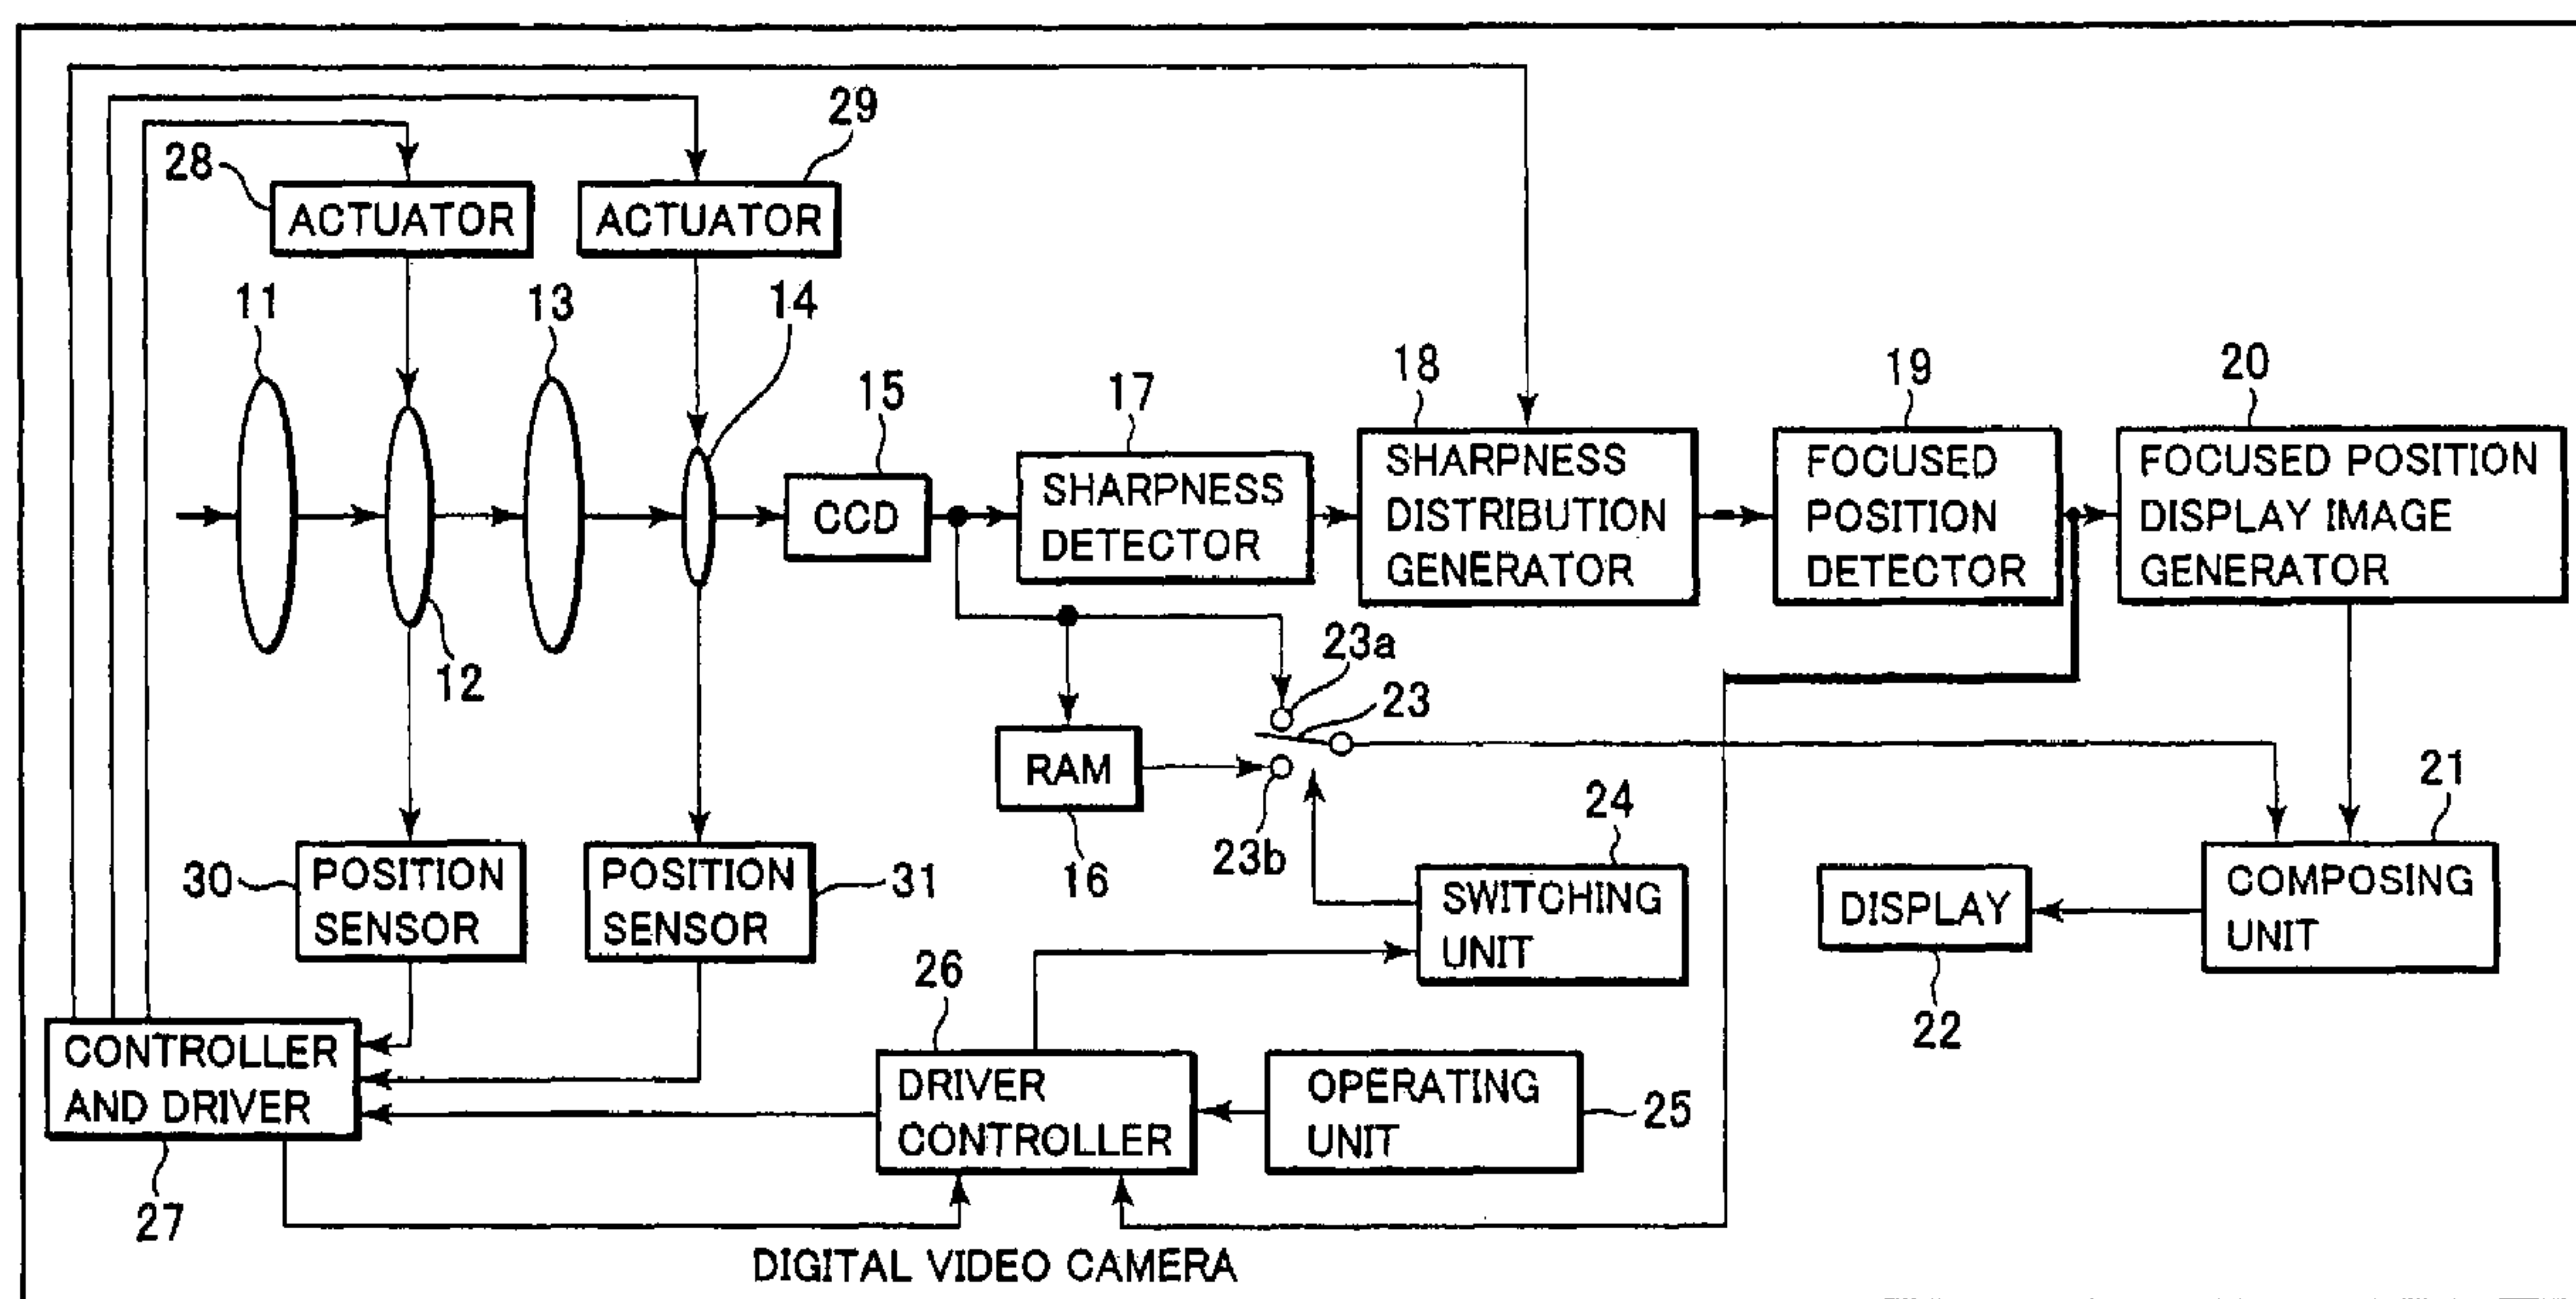 29
28
ACTUATOR
ACTUATOR
11
13
14
12
15
CCD
17
SHARPNESS
DETECTOR
18
SHARPNESS
DISTRIBUTION
GENERATOR
19
FOCUSED
POSITION
DETECTOR
20
FOCUSED POSITION
DISPLAY IMAGE
GENERATOR
23a
23
23b
RAM
16
24
SWITCHING
UNIT
21
COMPOSING
UNIT
DISPLAY
22
30
POSITION
SENSOR
POSITION
SENSOR
31
26
DRIVER
CONTROLLER
OPERATING
UNIT
25
CONTROLLER
AND DRIVER
27
DIGITAL VIDEO CAMERA